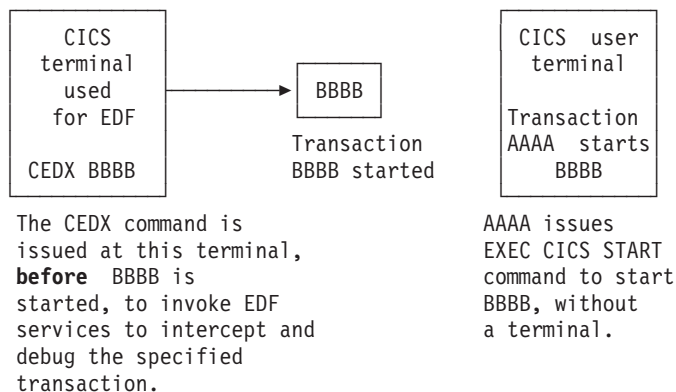 CICS
terminal
used
for EDF
CEDX BBBB
BBBB
Transaction
BBBB started
CICS user
terminal
Transaction
AAAA starts
BBBB
The CEDX command is
issued at this terminal,
before BBBB is
started, to invoke EDF
services to intercept and
debug the specified
transaction.
AAAA issues
EXEC CICS START
command to start
BBBB, without
a terminal.